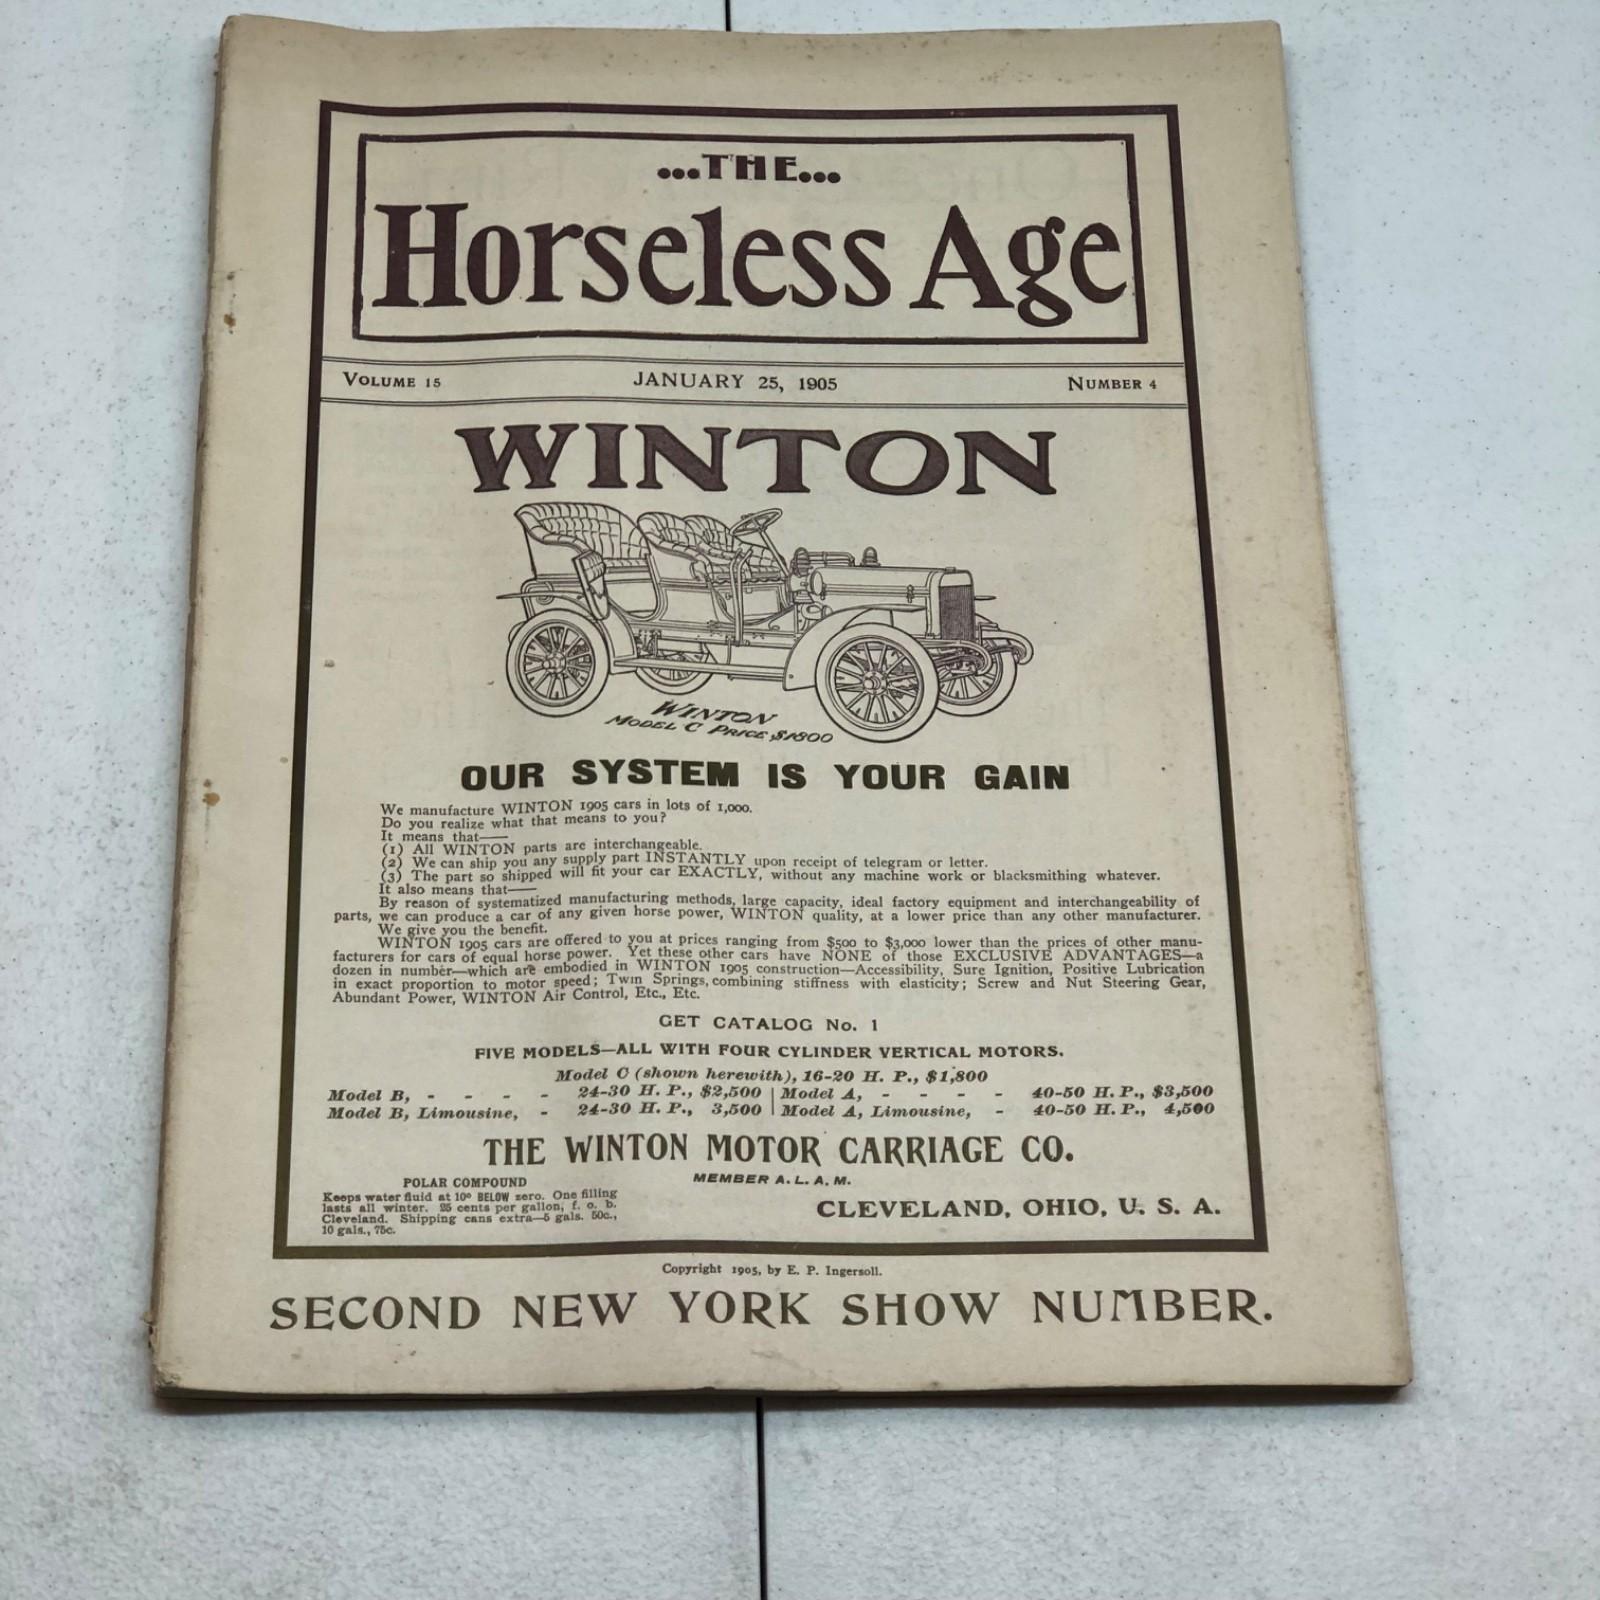 ...THE...
Horseless Age
VOLUME 15 JANUARY 25, 1905 NUMBER 4
WINTON
WINTON
MODEL C PRICE $1800
OUR SYSTEM IS YOUR GAIN
We manufacture WINTON 1905 cars in lots of 1,000.
Do you realize what that means to you?
It means that——
(1) All WINTON parts are interchangeable.
(2) We can ship you any supply part INSTANTLY upon receipt of telegram or letter.
(3) The part so shipped will fit your car EXACTLY, without any machine work or blacksmithing whatever.
It also means that——
By reason of systematized manufacturing methods, large capacity, ideal factory equipment and interchangeability of
parts, we can produce a car of any given horse power, WINTON quality, at a lower price than any other manufacturer.
We give you the benefit.
WINTON 1905 cars are offered to you at prices ranging from $500 to $3,000 lower than the prices of other manu-
facturers for cars of equal horse power. Yet these other cars have NONE of those EXCLUSIVE ADVANTAGES—a
dozen in number—which are embodied in WINTON 1905 construction—Accessibility, Sure Ignition, Positive Lubrication
in exact proportion to motor speed; Twin Springs, combining stiffness with elasticity; Screw and Nut Steering Gear,
Abundant Power, WINTON Air Control, Etc., Etc.
GET CATALOG No. 1
FIVE MODELS—ALL WITH FOUR CYLINDER VERTICAL MOTORS.
Model C (shown herewith), 16-20 H. P., $1,800
Model B, - - - - 24-30 H. P., $2,500 | Model A, - - - - 40-50 H. P., $3,500
Model B, Limousine, - 24-30 H. P., 3,500 | Model A, Limousine, - 40-50 H. P., 4,500
THE WINTON MOTOR CARRIAGE CO.
MEMBER A. L. A. M.
CLEVELAND, OHIO, U. S. A.
POLAR COMPOUND
Keeps water fluid at 10° BELOW zero. One filling
lasts all winter. 25 cents per gallon, f. o. b.
Cleveland. Shipping cans extra—5 gals. 50c.,
10 gals., 75c.
Copyright 1905, by E. P. Ingersoll.
SECOND NEW YORK SHOW NUMBER.